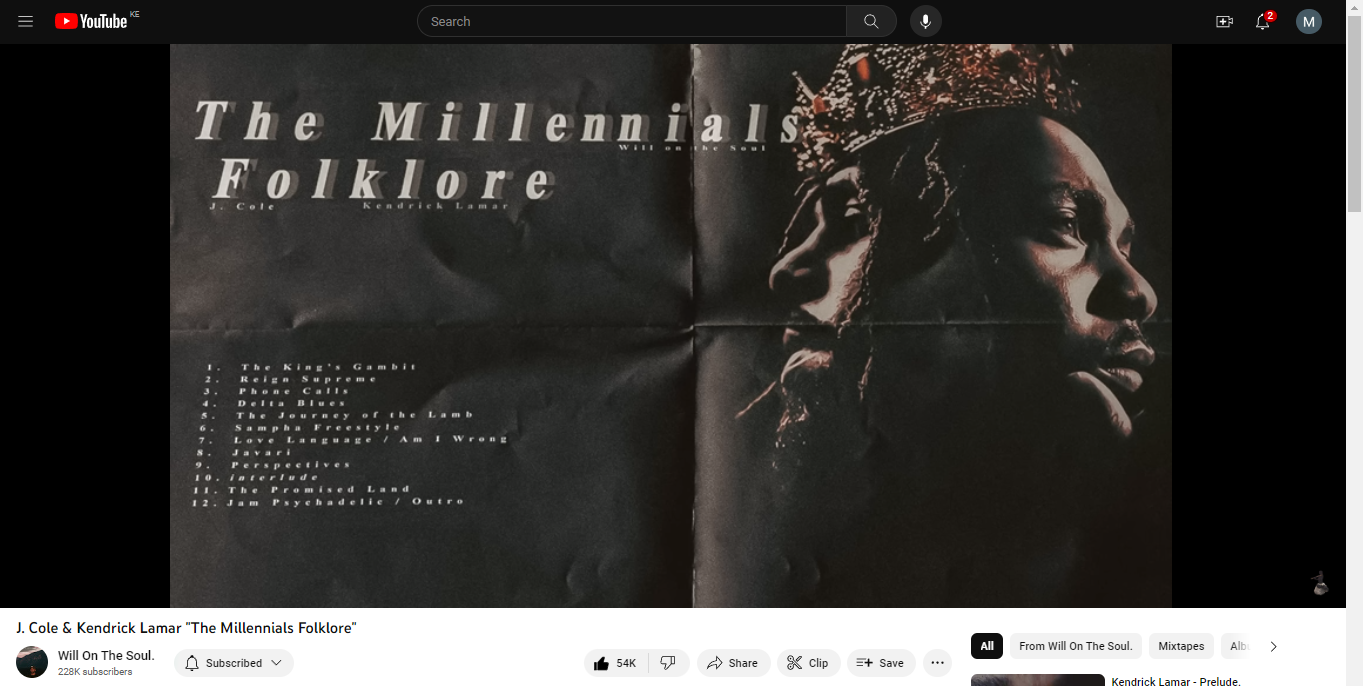 YouTube KE
Search
2
M
The Millennials
Will on the Soul
Folklore
J. Cole Kendrick Lamar
1. The King's Gambit
2. Reign Supreme
3. Phone Calls
4. Delta Blues
5. The Journey of the Lamb
6. Sampha Freestyle
7. Love Language / Am I Wrong
8. Javari
9. Perspectives
10. interlude
11. The Promised Land
12. Jam Psychadelic / Outro
J. Cole & Kendrick Lamar "The Millennials Folklore"
Will On The Soul.
228K subscribers
Subscribed
54K
Share
Clip
Save
All
From Will On The Soul.
Mixtapes
Kendrick Lamar - Prelude.